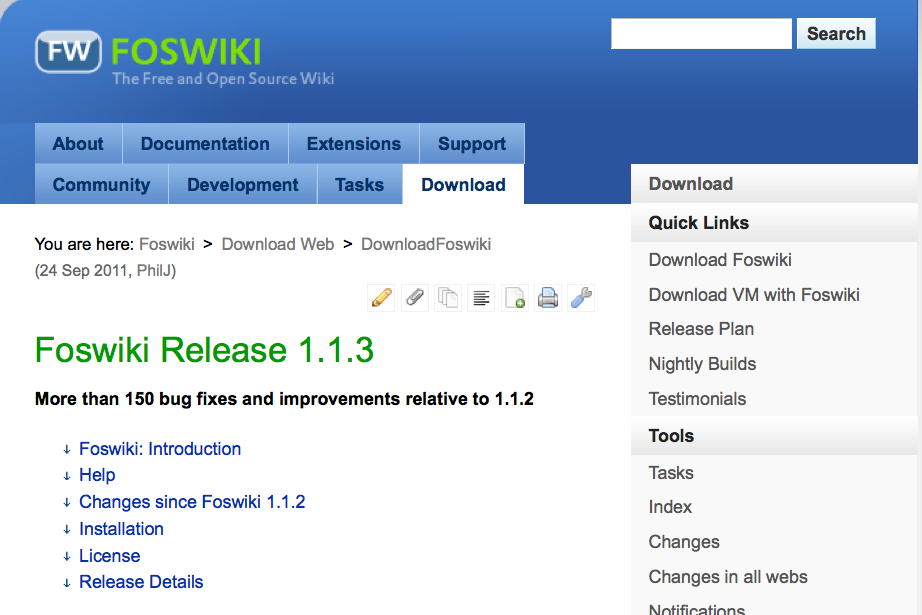 FW FOSWIKI
The Free and Open Source Wiki
Search
About Documentation Extensions Support
Community Development Tasks Download
You are here: Foswiki > Download Web > DownloadFoswiki
(24 Sep 2011, PhilJ)
Foswiki Release 1.1.3
More than 150 bug fixes and improvements relative to 1.1.2
↓ Foswiki: Introduction
↓ Help
↓ Changes since Foswiki 1.1.2
↓ Installation
↓ License
↓ Release Details
Download
Quick Links
Download Foswiki
Download VM with Foswiki
Release Plan
Nightly Builds
Testimonials
Tools
Tasks
Index
Changes
Changes in all webs
Notifications